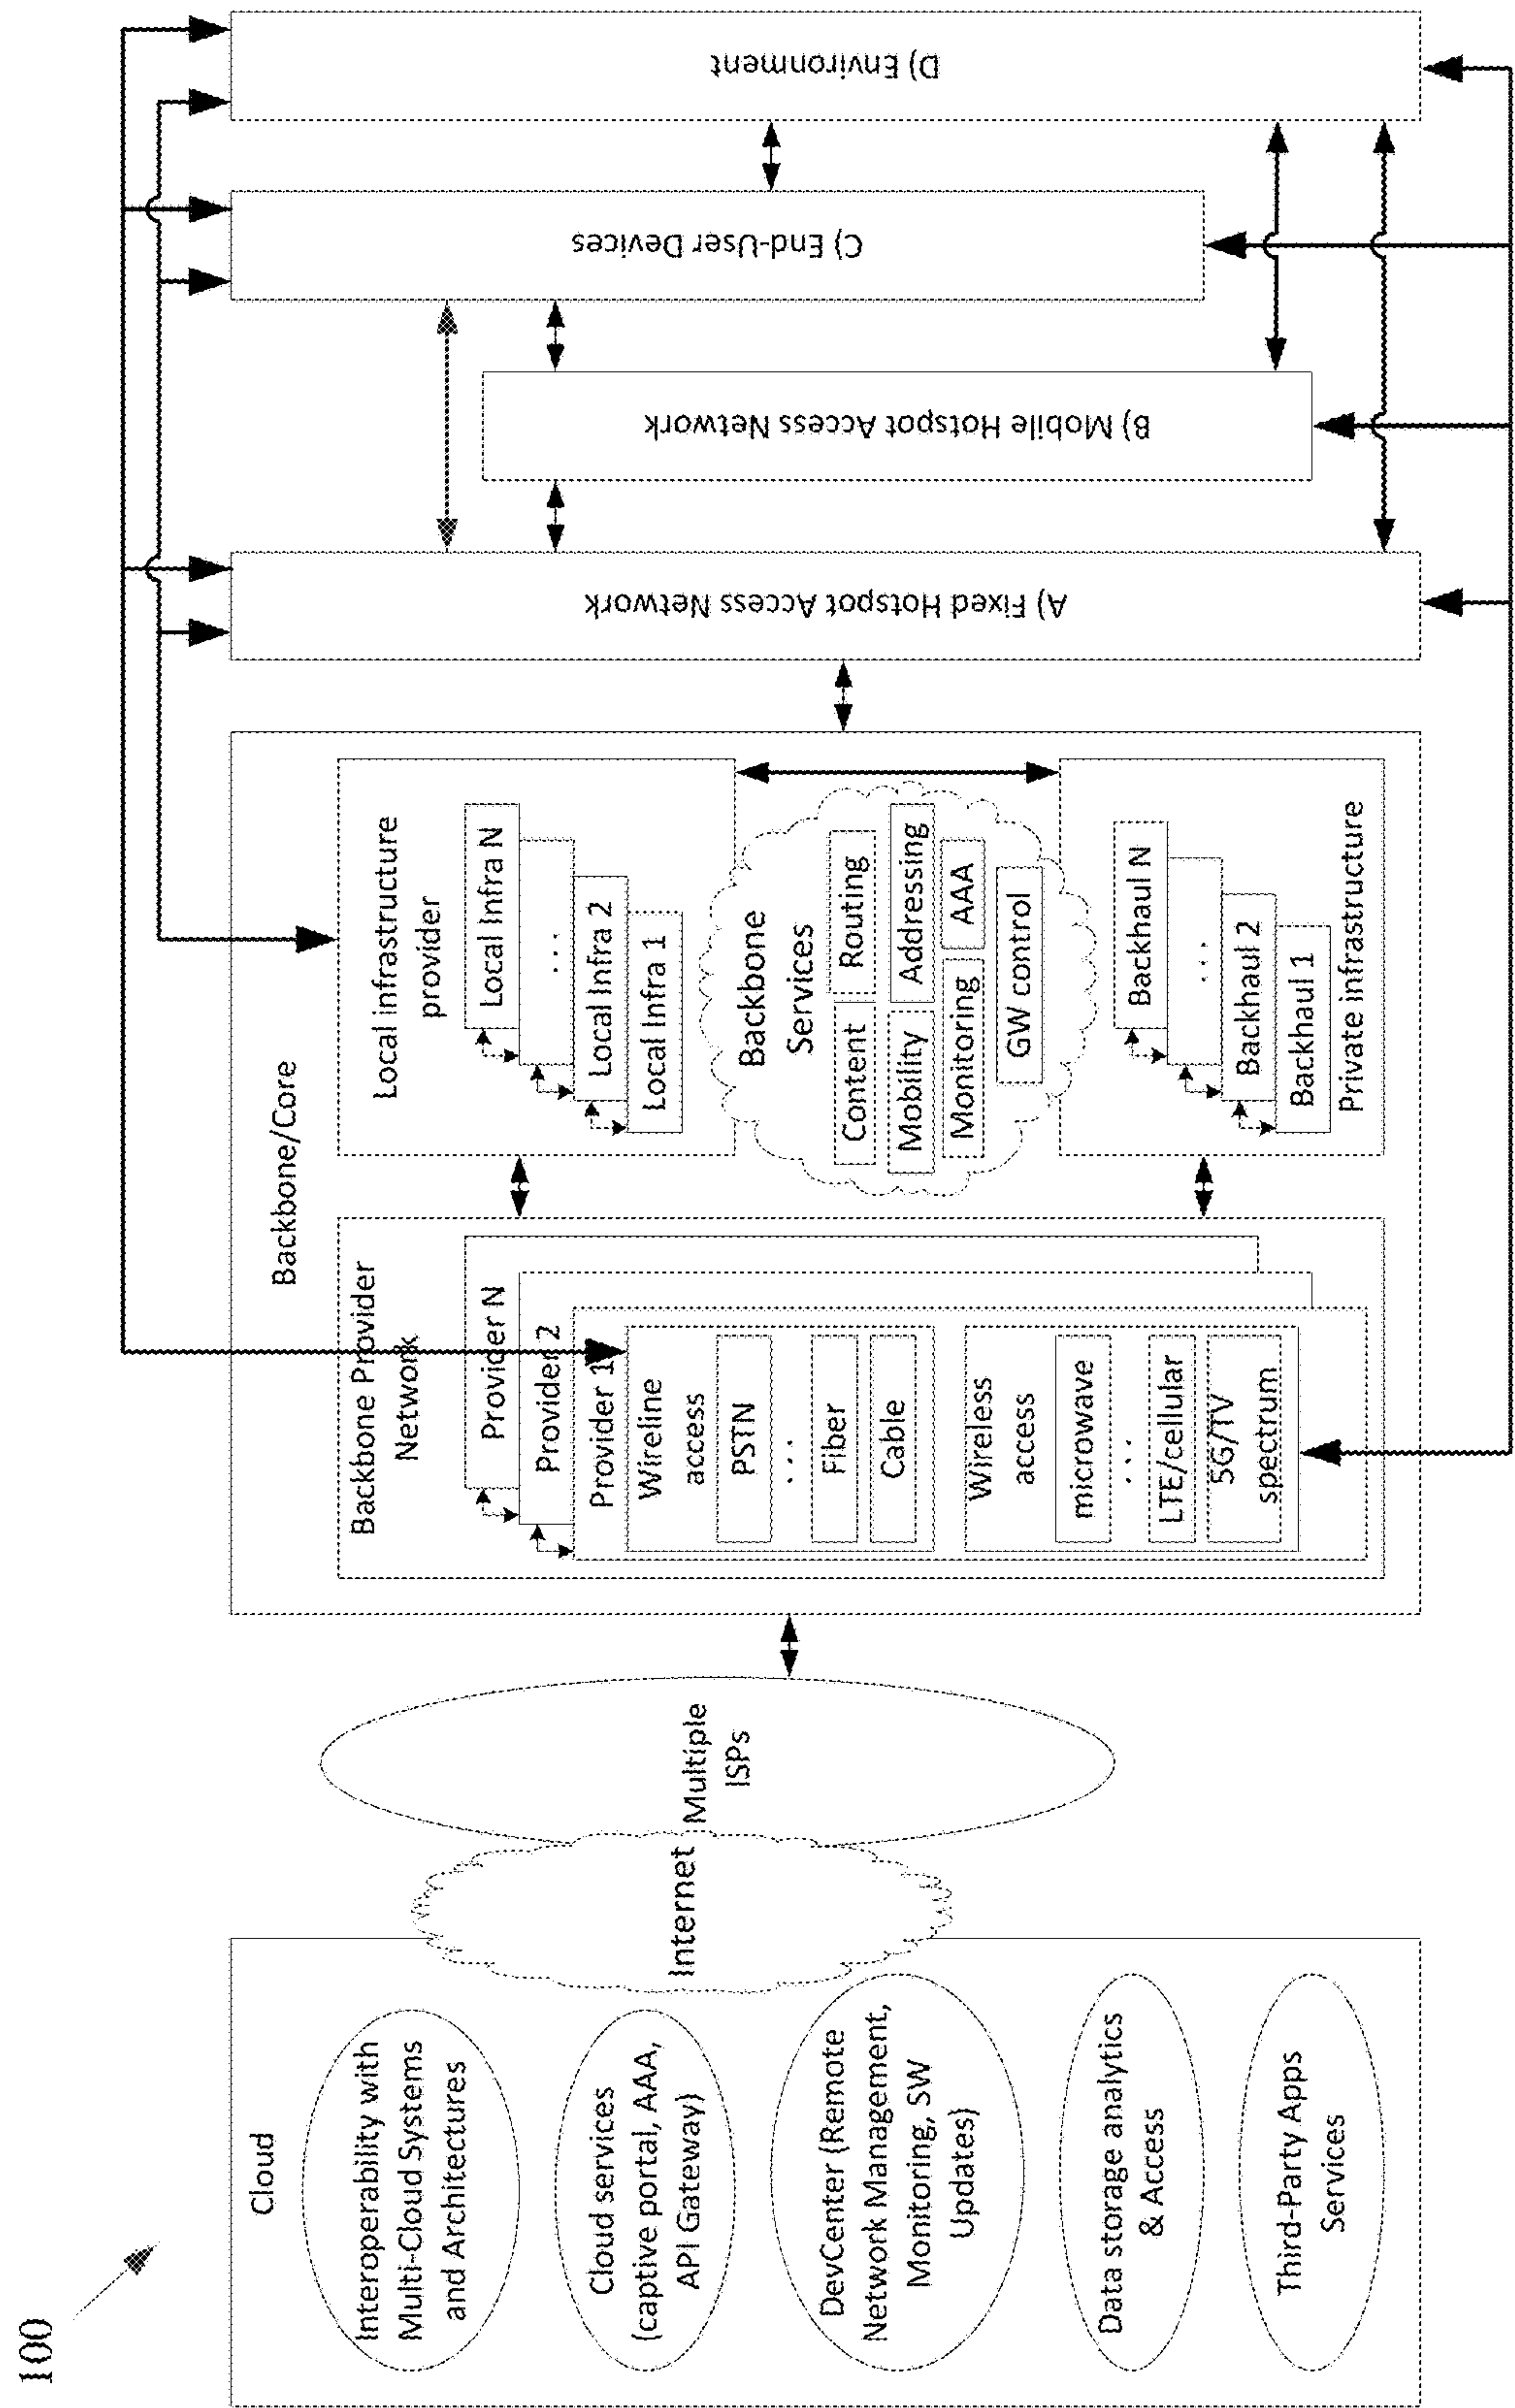 100
Cloud
Interoperability with
Multi-Cloud Systems
and Architectures
Cloud services
(captive portal, AAA,
API Gateway)
DevCenter (Remote
Network Management,
Monitoring, SW
Updates)
Data storage analytics
& Access
Third-Party Apps
Services
Internet
Multiple
ISPs
Backbone/Core
Backbone Provider
Network
Provider N
Provider 2
Provider 1
Wireline
access
PSTN
...
Fiber
Cable
Wireless
access
microwave
...
LTE/cellular
5G/TV
spectrum
Local infrastructure
provider
Local Infra N
...
Local Infra 2
Local Infra 1
Backbone
Services
Content
Routing
Mobility
Addressing
Monitoring
AAA
GW control
Backhaul N
...
Backhaul 2
Backhaul 1
Private infrastructure
A) Fixed Hotspot Access Network
B) Mobile Hotspot Access Network
C) End-User Devices
D) Environment